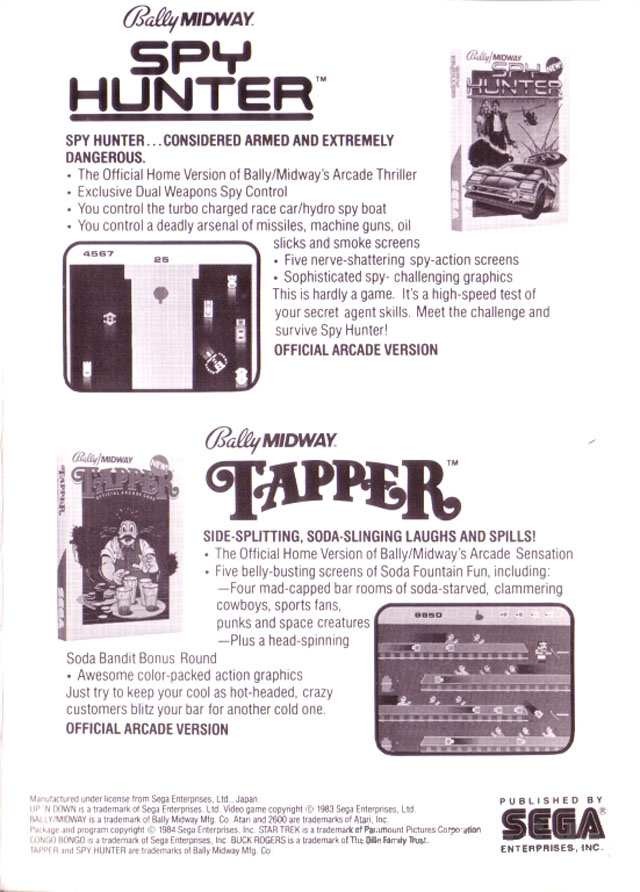 Bally MIDWAY
SPY
HUNTER™
Bally MIDWAY
SPY
HUNTER
NEW
SEGA
SPY HUNTER...CONSIDERED ARMED AND EXTREMELY
DANGEROUS.
• The Official Home Version of Bally/Midway's Arcade Thriller
• Exclusive Dual Weapons Spy Control
• You control the turbo charged race car/hydro spy boat
• You control a deadly arsenal of missiles, machine guns, oil
slicks and smoke screens
• Five nerve-shattering spy-action screens
• Sophisticated spy- challenging graphics
This is hardly a game. It's a high-speed test of
your secret agent skills. Meet the challenge and
survive Spy Hunter!
OFFICIAL ARCADE VERSION
4567
25
Bally MIDWAY
TAPPER™
Bally/MIDWAY
NEW
TAPPER
OFFICIAL ARCADE GAME
TAPPER
SEGA
SIDE-SPLITTING, SODA-SLINGING LAUGHS AND SPILLS!
• The Official Home Version of Bally/Midway's Arcade Sensation
• Five belly-busting screens of Soda Fountain Fun, including:
—Four mad-capped bar rooms of soda-starved, clammering
cowboys, sports fans,
punks and space creatures
—Plus a head-spinning
Soda Bandit Bonus Round
• Awesome color-packed action graphics
Just try to keep your cool as hot-headed, crazy
customers blitz your bar for another cold one.
OFFICIAL ARCADE VERSION
8850
Manufactured under license from Sega Enterprises, Ltd., Japan.
UP 'N DOWN is a trademark of Sega Enterprises, Ltd. Video game copyright © 1983 Sega Enterprises, Ltd.
BALLY/MIDWAY is a trademark of Bally Midway Mfg. Co. Atari and 2600 are trademarks of Atari, Inc.
Package and program copyright © 1984 Sega Enterprises, Inc. STAR TREK is a trademark of Paramount Pictures Corporation
CONGO BONGO is a trademark of Sega Enterprises, Inc. BUCK ROGERS is a trademark of The Dille Family Trust.
TAPPER and SPY HUNTER are trademarks of Bally Midway Mfg. Co.
PUBLISHED BY
SEGA®
ENTERPRISES, INC.